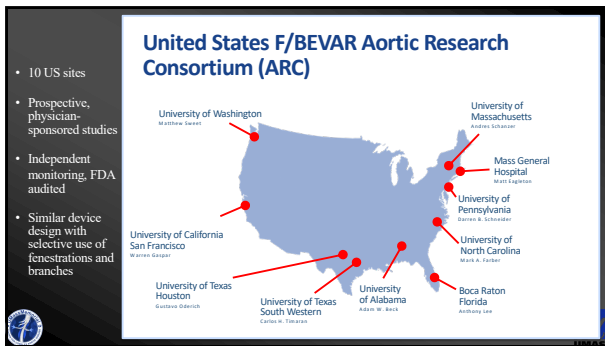 United States F/BEVAR Aortic Research
Consortium (ARC)
• 10 US sites
• Prospective,
physician-
sponsored studies
• Independent
monitoring, FDA
audited
• Similar device
design with
selective use of
fenestrations and
branches
University of Washington
Matthew Sweet
University of
Massachusetts
Andres Schanzer
Mass General
Hospital
Matt Eagleton
University of
Pennsylvania
Darren B. Schneider
University of
North Carolina
Mark A. Farber
University of California
San Francisco
Warren Gaspar
University of Texas
Houston
Gustavo Oderich
University of Texas
South Western
Carlos H. Timaran
University
of Alabama
Adam W. Beck
Boca Raton
Florida
Anthony Lee